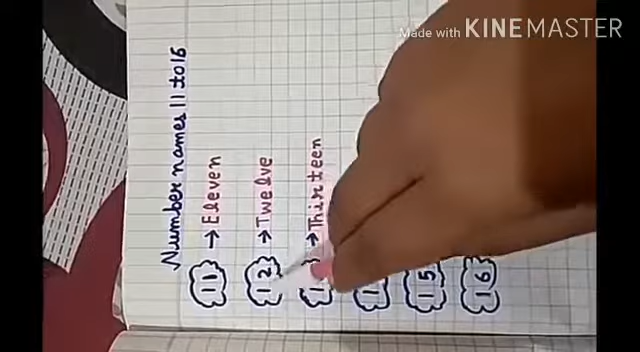 Made with KINEMASTER
Number names 11 to 16
11 → Eleven
12 → Twelve
→ Thirteen
15
16